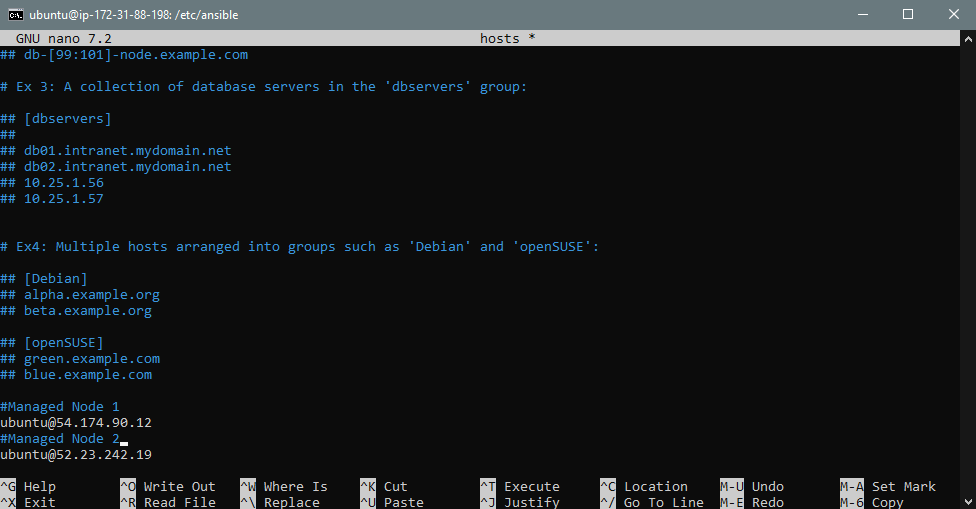 ubuntu@ip-172-31-88-198: /etc/ansible
GNU nano 7.2 hosts *
## db-[99:101]-node.example.com
# Ex 3: A collection of database servers in the 'dbservers' group:
## [dbservers]
##
## db01.intranet.mydomain.net
## db02.intranet.mydomain.net
## 10.25.1.56
## 10.25.1.57
# Ex4: Multiple hosts arranged into groups such as 'Debian' and 'openSUSE':
## [Debian]
## alpha.example.org
## beta.example.org
## [openSUSE]
## green.example.com
## blue.example.com
#Managed Node 1
ubuntu@54.174.90.12
#Managed Node 2
ubuntu@52.23.242.19
^G Help ^O Write Out ^W Where Is ^K Cut ^T Execute ^C Location M-U Undo M-A Set Mark
^X Exit ^R Read File ^\ Replace ^U Paste ^J Justify ^/ Go To Line M-E Redo M-6 Copy